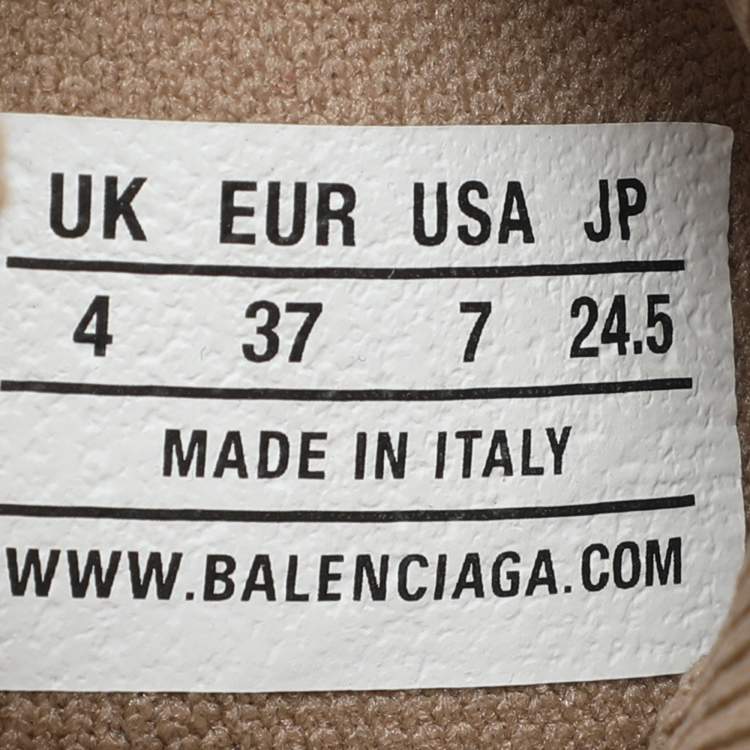 UK EUR USA JP
4 37 7 24.5
MADE IN ITALY
WWW.BALENCIAGA.COM